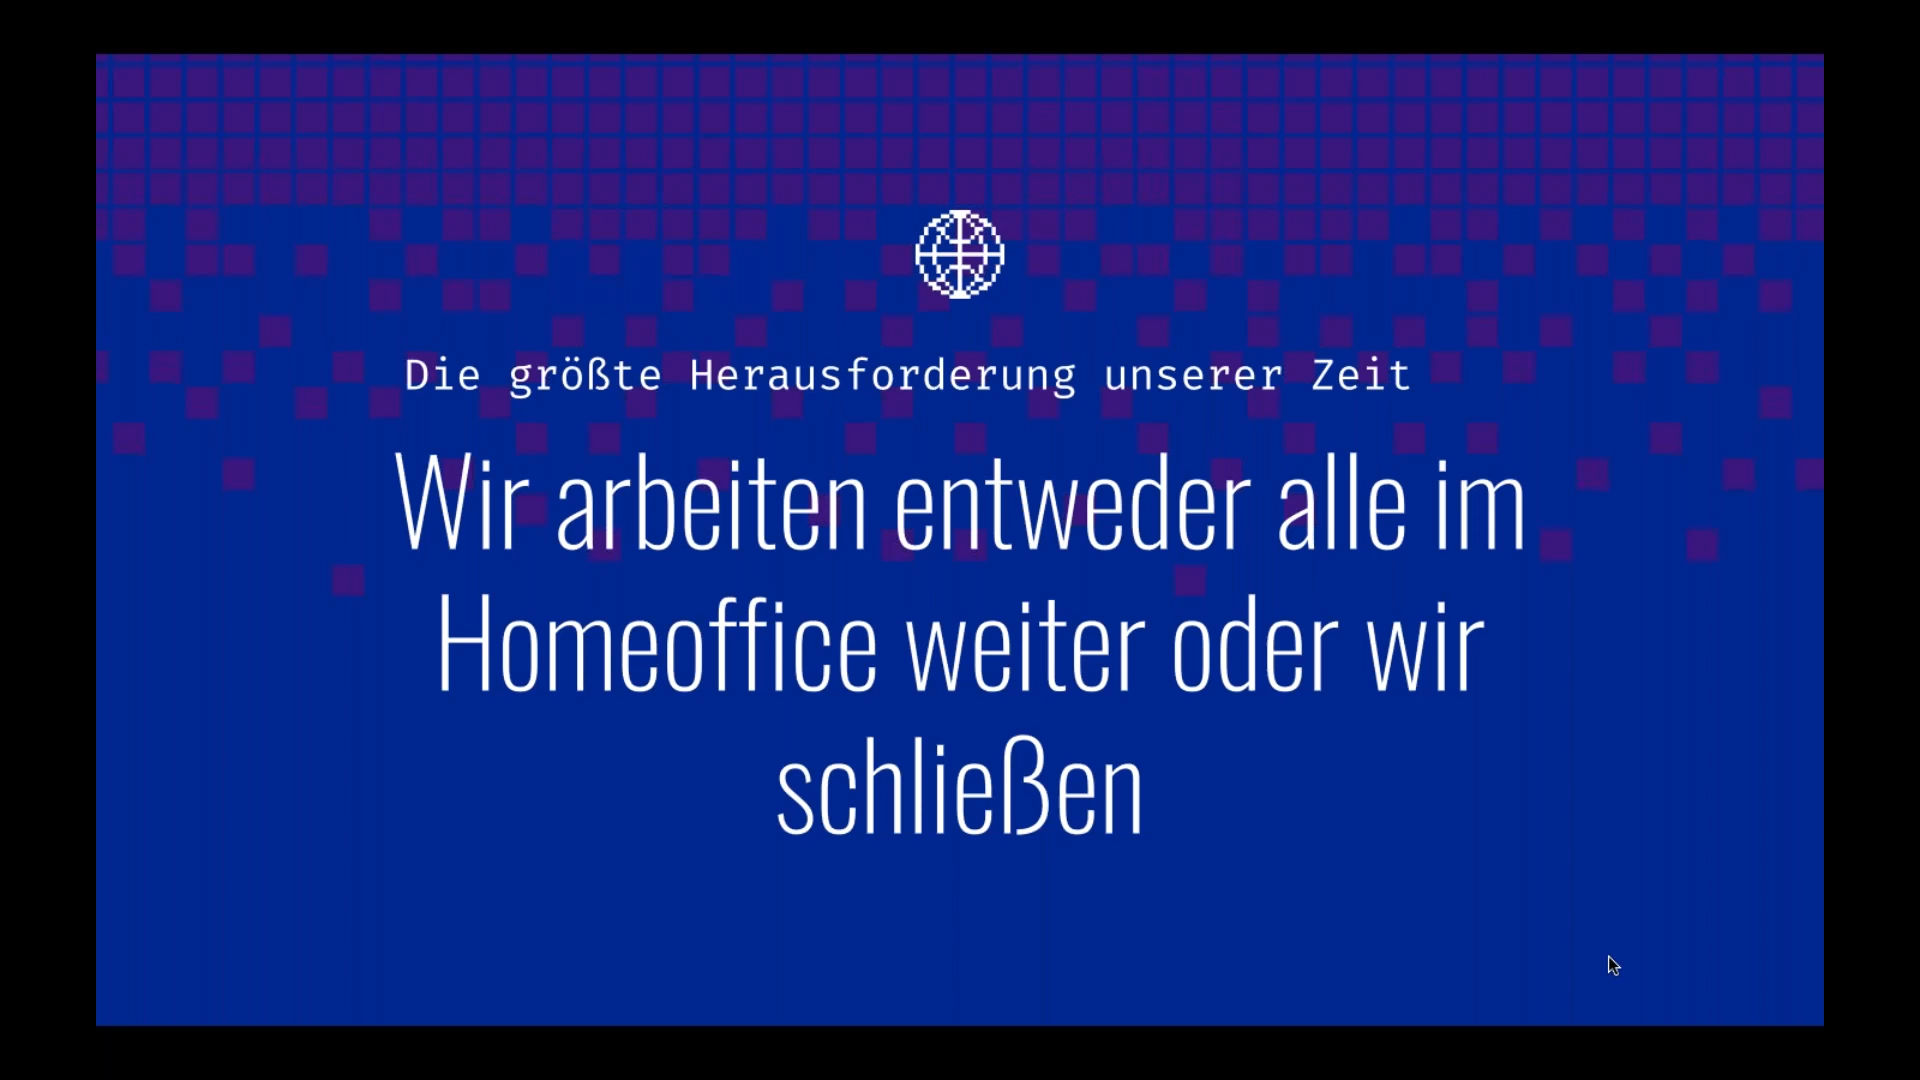 Die größte Herausforderung unserer Zeit
Wir arbeiten entweder alle im
Homeoffice weiter oder wir
schließen